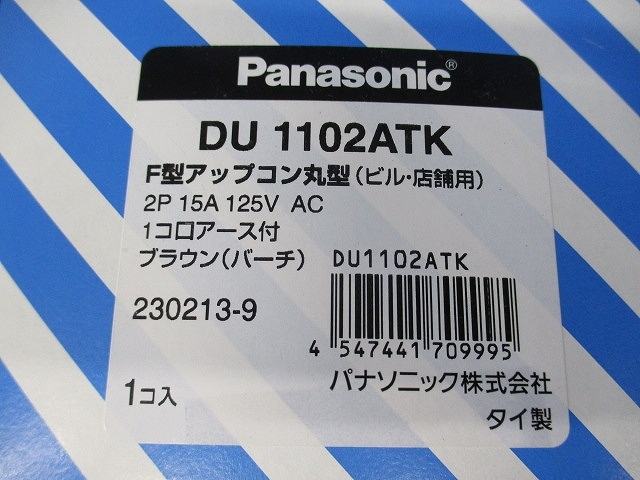 Panasonic®
DU 1102ATK
F型アップコン丸型(ビル・店舗用)
2P 15A 125V AC
1コロアース付
ブラウン(バーチ) DU1102ATK
230213-9
4 547441 709995
1コ入
パナソニック株式会社
タイ製